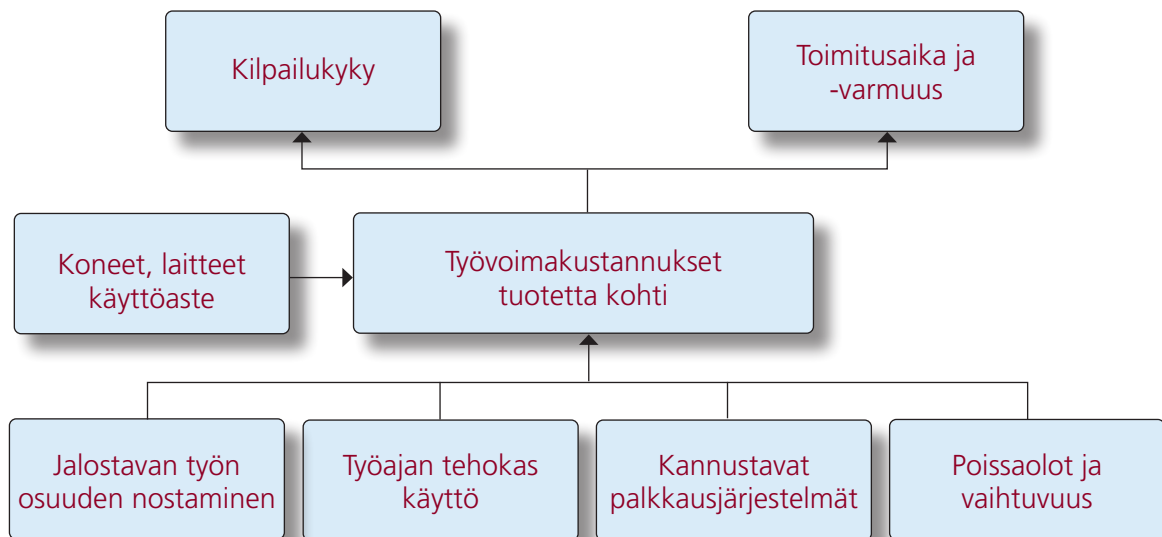 Kilpailukyky
Toimitusaika ja
-varmuus
Koneet, laitteet
käyttöaste
Työvoimakustannukset
tuotetta kohti
Jalostavan työn
osuuden nostaminen
Työajan tehokas
käyttö
Kannustavat
palkkausjärjestelmät
Poissaolot ja
vaihtuvuus